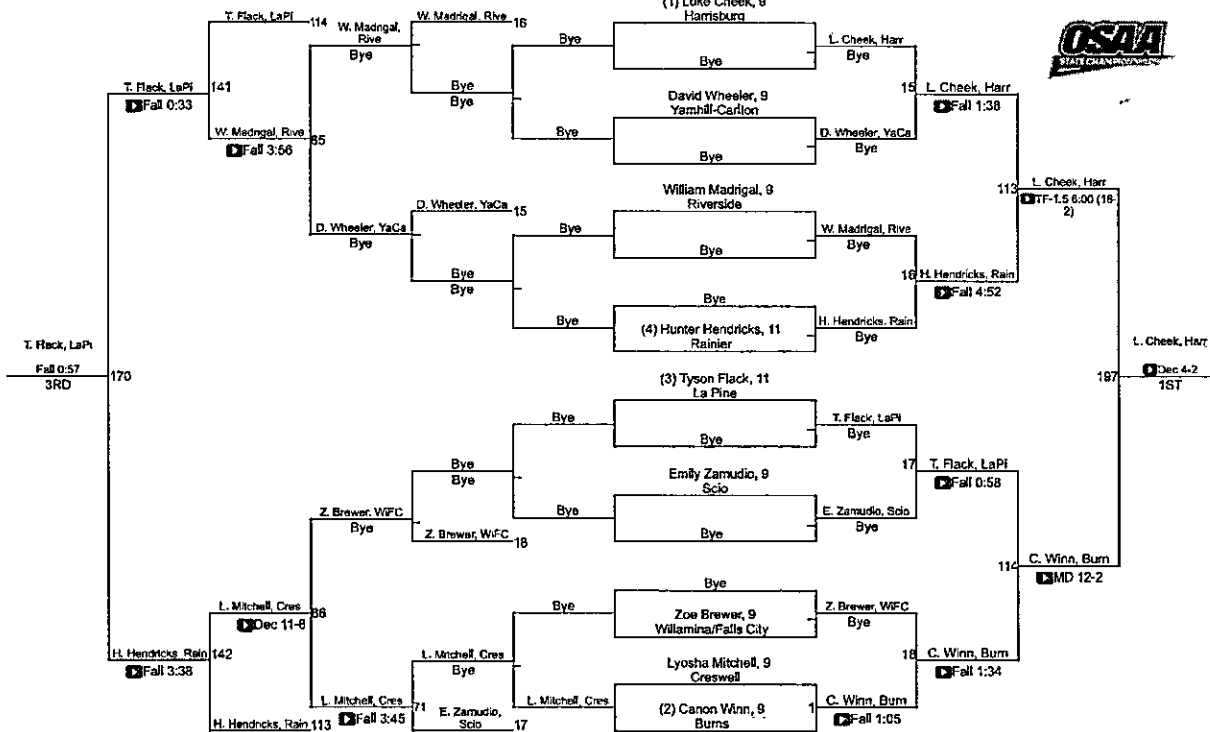 (1) Luke Cheek, 9
Harrisburg
Bye
David Wheeler, 9
Yamhill-Carlton
Bye
William Madrigal, 9
Riverside
Bye
Bye
(4) Hunter Hendricks, 11
Rainier
(3) Tyson Flack, 11
La Pine
Bye
Emily Zamudio, 9
Scio
Bye
Bye
Zoe Brewer, 9
Willamina/Falls City
Lyosha Mitchell, 9
Creswell
(2) Canon Winn, 9
Burns
1
L. Cheek, Harr
Bye
D. Wheeler, YaCa
Bye
W. Madrigal, Rive
Bye
H. Hendricks, Rain
Bye
T. Flack, LaPi
Bye
E. Zamudio, Scio
Bye
Z. Brewer, WiFC
Bye
C. Winn, Burn
Fall 1:05
15
L. Cheek, Harr
Fall 1:38
16
H. Hendricks, Rain
Fall 4:52
17
T. Flack, LaPi
Fall 0:58
18
C. Winn, Burn
Fall 1:34
113
L. Cheek, Harr
TF-1.5 6:00 (18-
2)
114
C. Winn, Burn
MD 12-2
197
L. Cheek, Harr
Dec 4-2
1ST
OSAA
STATE CHAMPIONSHIPS
Bye
Bye
Bye
Bye
Bye
Bye
Bye
L. Mitchell, Cres
W. Madrigal, Rive
16
Bye
Bye
D. Wheeler, YaCa
15
Bye
Bye
Bye
Bye
Z. Brewer, WiFC
18
L. Mitchell, Cres
Bye
E. Zamudio,
Scio
17
W. Madrigal,
Rive
Bye
D. Wheeler, YaCa
Bye
Z. Brewer, WiFC
Bye
L. Mitchell, Cres
71
Fall 3:45
T. Flack, LaPi
114
W. Madrigal, Rive
65
Fall 3:56
L. Mitchell, Cres
66
Dec 11-6
H. Hendricks, Rain
113
T. Flack, LaPi
141
Fall 0:33
H. Hendricks, Rain
142
Fall 3:38
T. Flack, LaPi
Fall 0:57
3RD
170